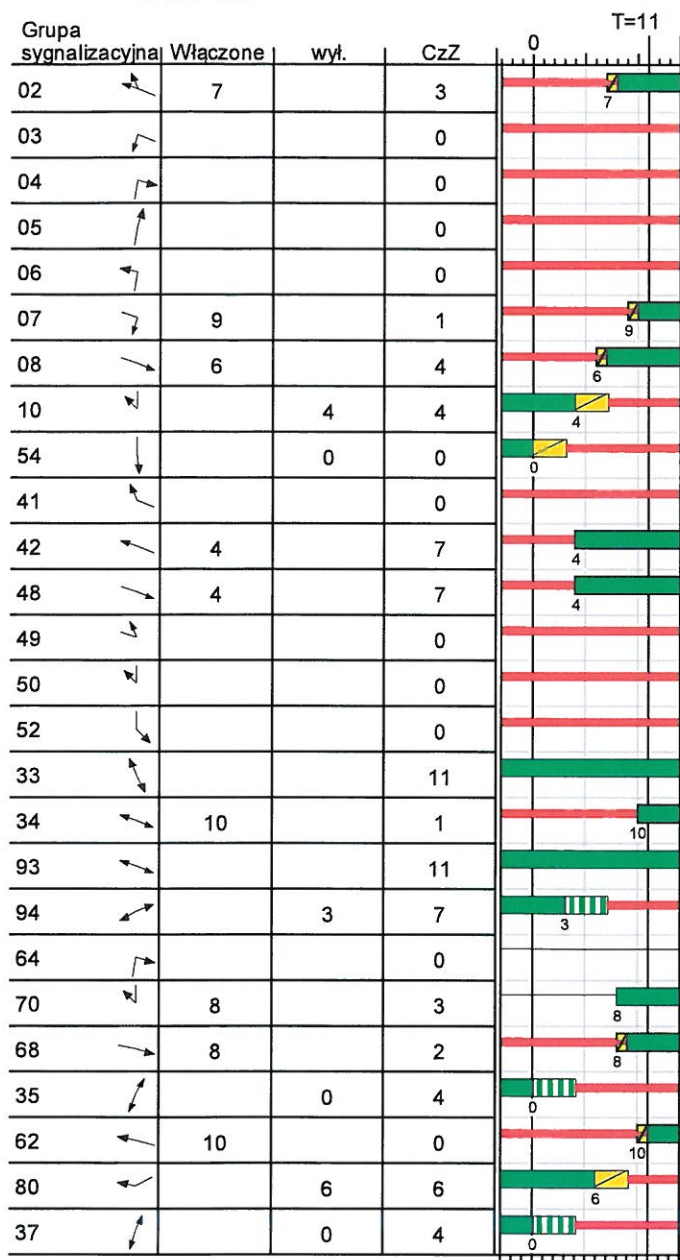 T=11
Grupa
sygnalizacyjna Włączone wył. CzZ 0
02 7 3 7
03 0
04 0
05 0
06 0
07 9 1 9
08 6 4 6
10 4 4 4
54 0 0 0
41 0
42 4 7 4
48 4 7 4
49 0
50 0
52 0
33 11
34 10 1 10
93 11
94 3 7 3
64 0
70 8 3 8
68 8 2 8
35 0 4 0
62 10 0 10
80 6 6 6
37 0 4 0